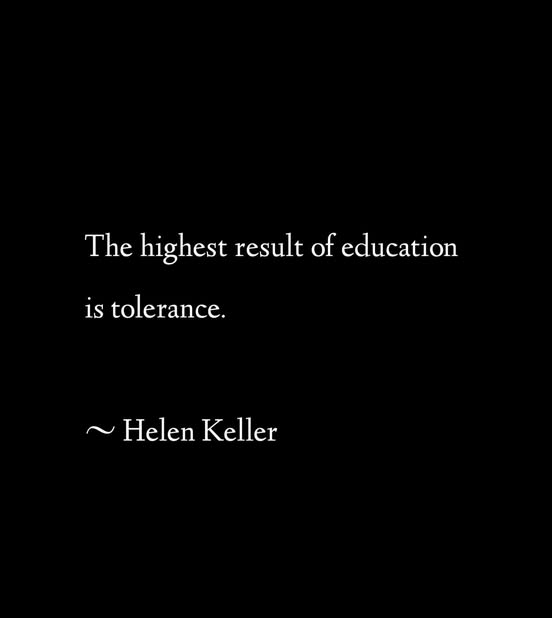 The highest result of education
is tolerance.
~ Helen Keller